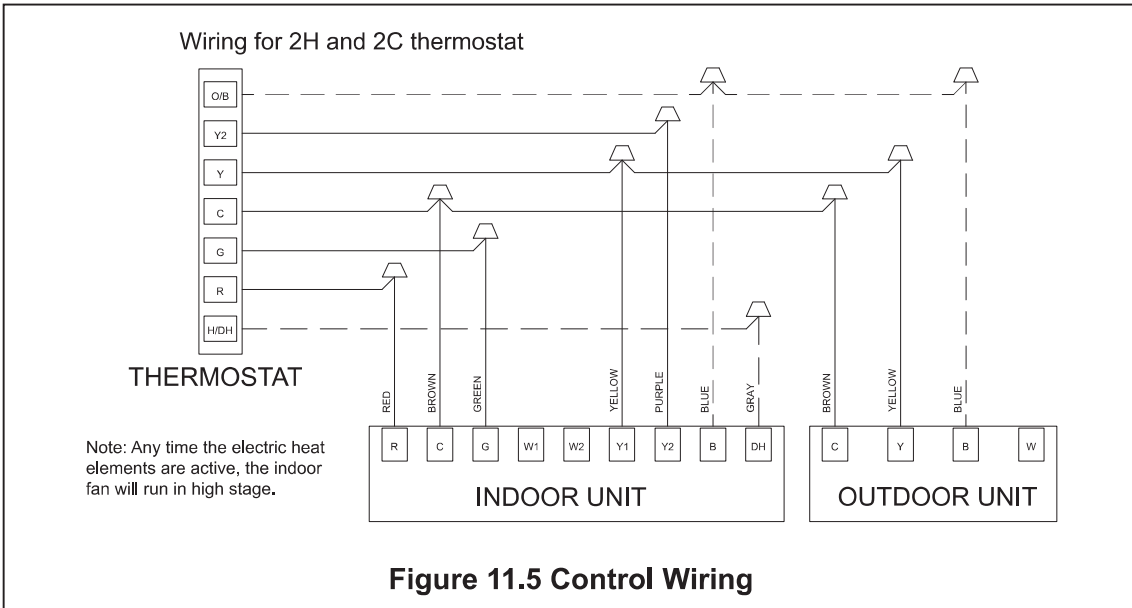 Wiring for 2H and 2C thermostat
O/B
Y2
Y
C
G
R
H/DH
THERMOSTAT
Note: Any time the electric heat
elements are active, the indoor
fan will run in high stage.
RED
BROWN
GREEN
YELLOW
PURPLE
BLUE
GRAY
BROWN
YELLOW
BLUE
R C G W1 W2 Y1 Y2 B DH
INDOOR UNIT
C Y B W
OUTDOOR UNIT
Figure 11.5 Control Wiring